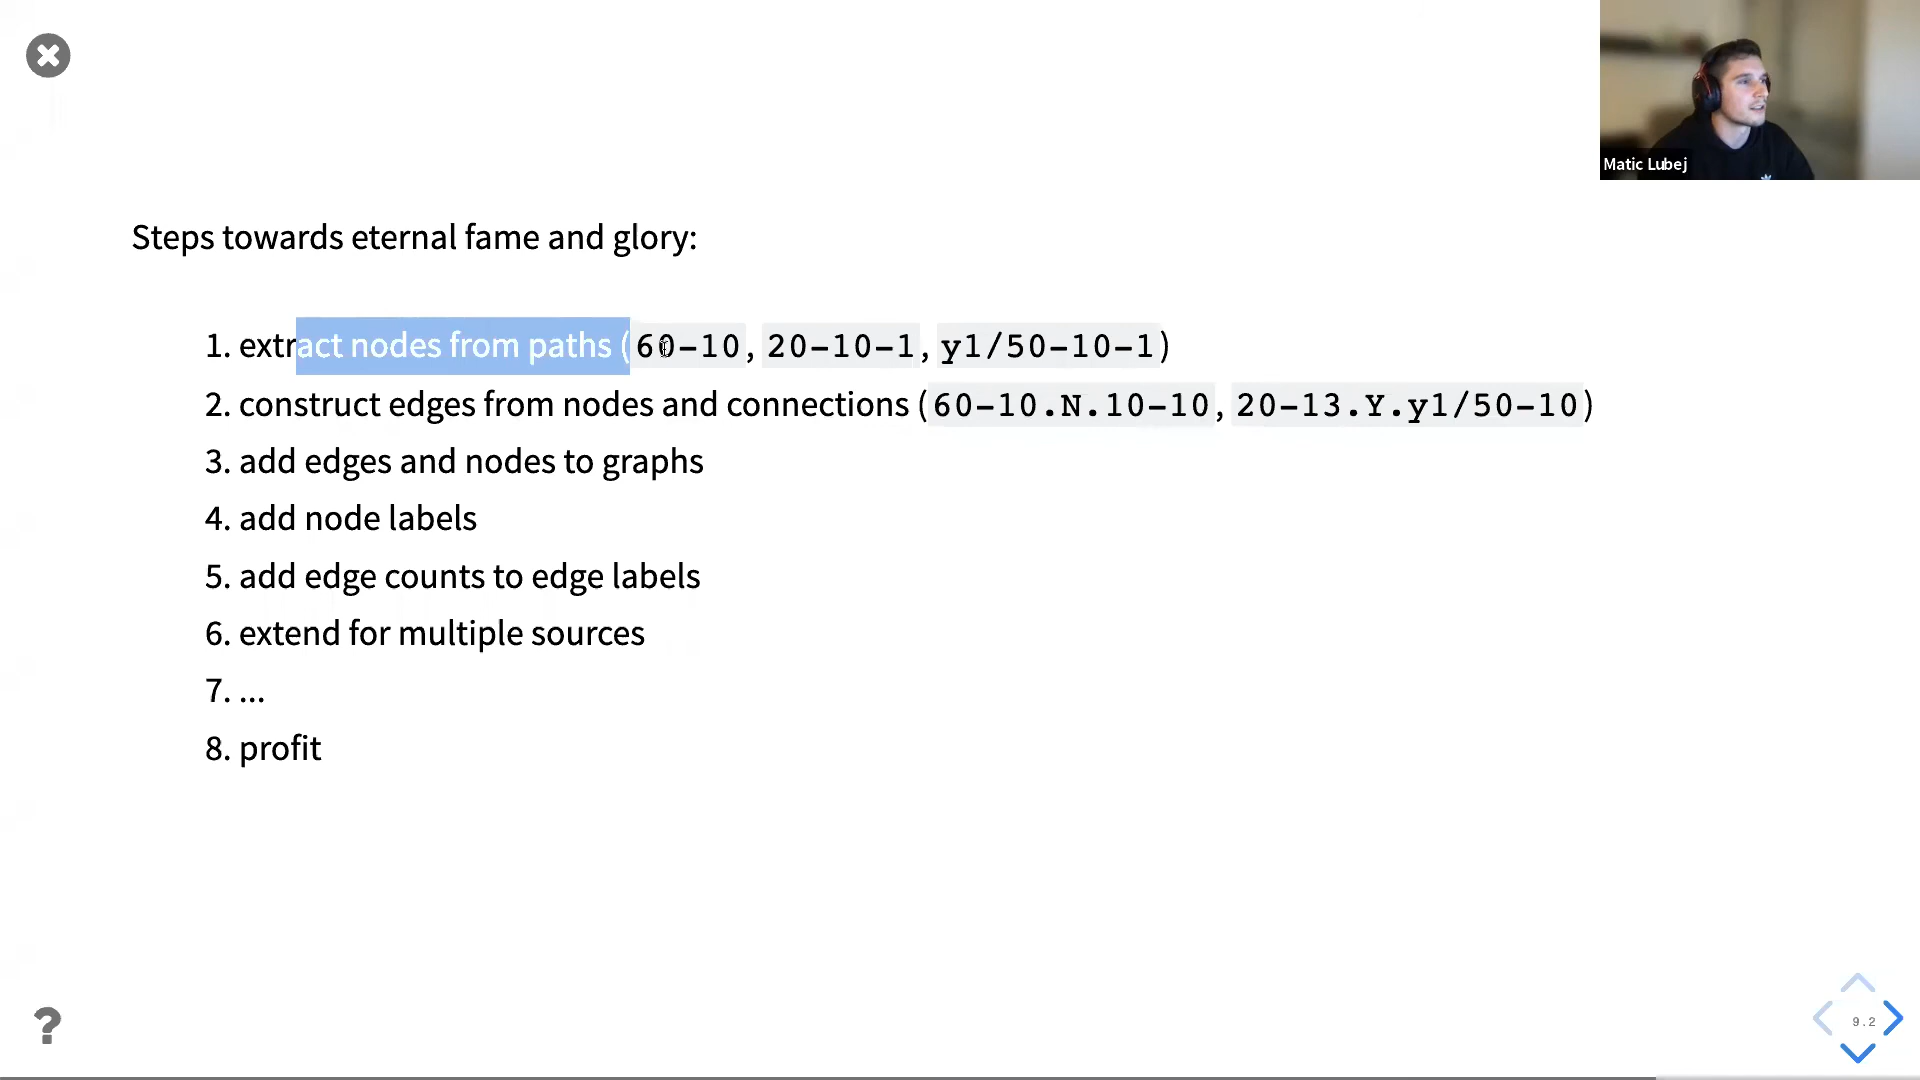 Matic Lubej
Steps towards eternal fame and glory:
1. extract nodes from paths (60-10, 20-10-1, y1/50-10-1)
2. construct edges from nodes and connections (60-10.N.10-10, 20-13.Y.y1/50-10)
3. add edges and nodes to graphs
4. add node labels
5. add edge counts to edge labels
6. extend for multiple sources
7. ...
8. profit
?
9.2